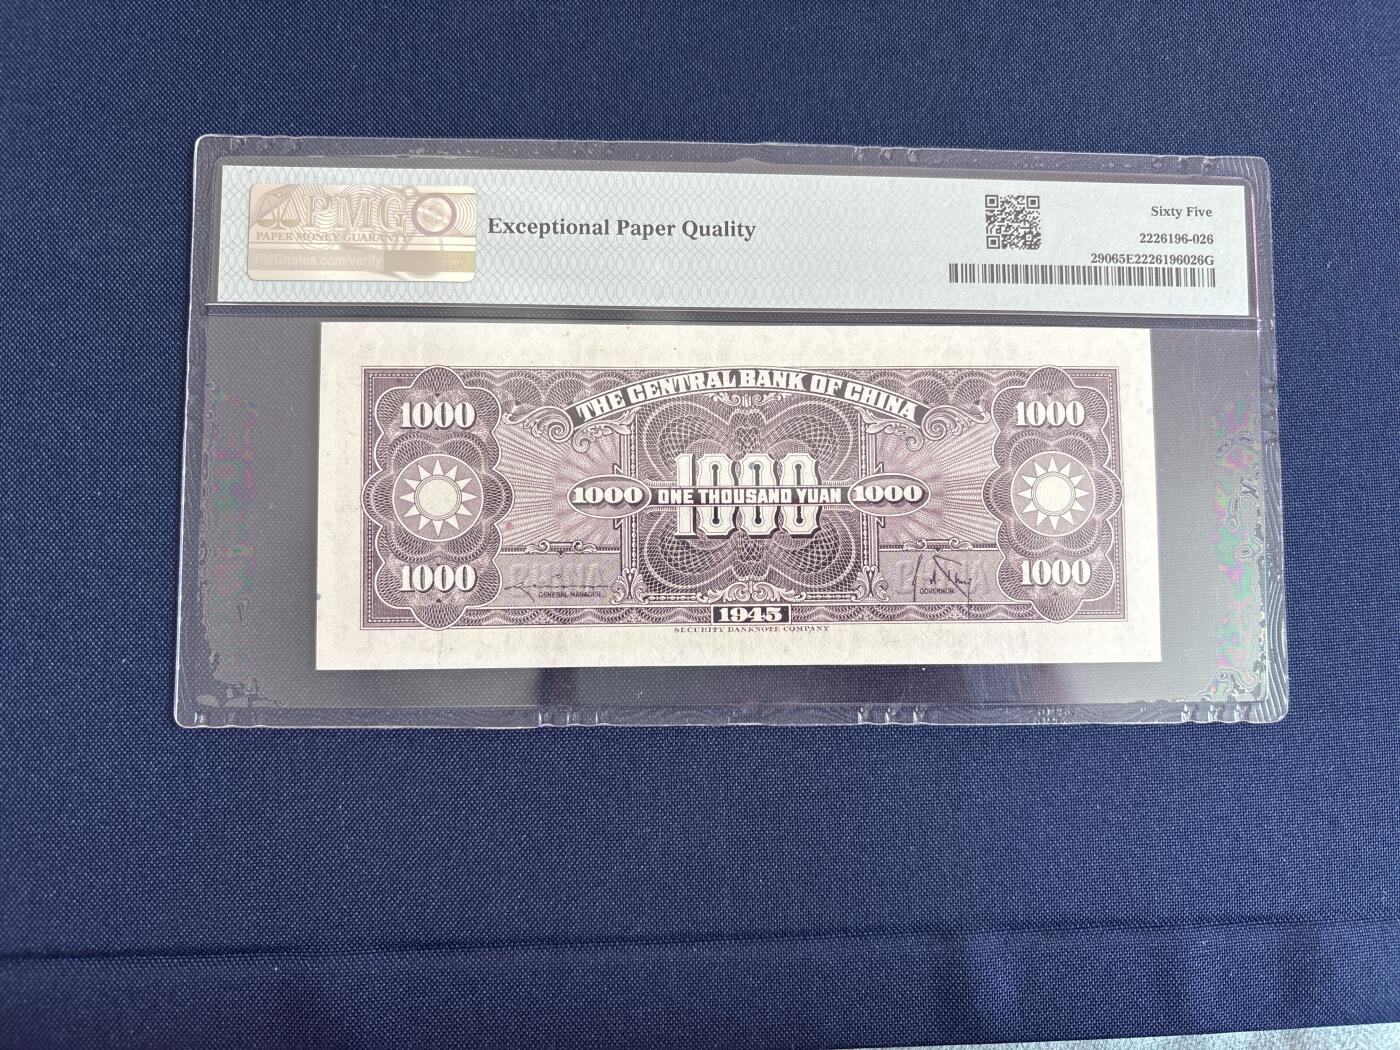 PMG
PAPER MONEY GUARANTY
PMGnotes.com/verify
Exceptional Paper Quality
Sixty Five
2226196-026
29065E2226196026G
THE CENTRAL BANK OF CHINA
1000
1000
1000
1000
ONE THOUSAND YUAN
1000
1000
1000
GENERAL MANAGER
GOVERNOR
1945
SECURITY BANKNOTE COMPANY